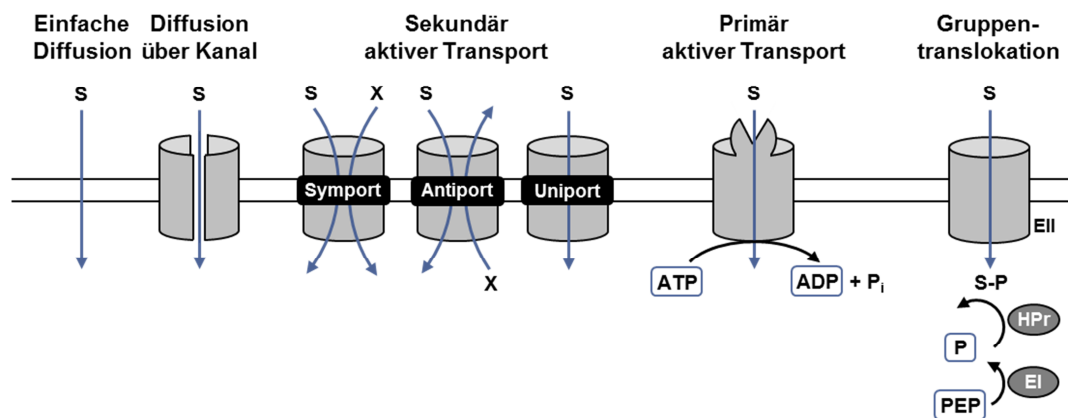 Einfache
Diffusion
Diffusion
über Kanal
Sekundär
aktiver Transport
Primär
aktiver Transport
Gruppen-
translokation
S
S
S
X
S
S
S
S
Symport
Antiport
Uniport
EII
X
ATP
ADP + Pi
S-P
HPr
P
EI
PEP